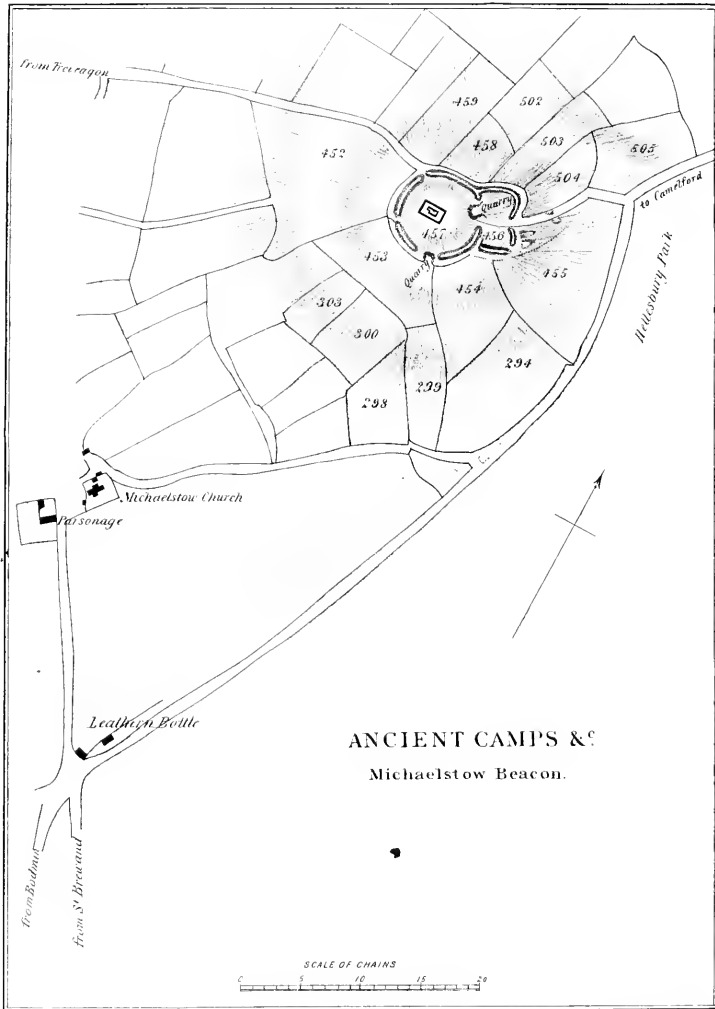 from Trewagon
459
502
452
458
503
505
504
to Camelford
Quarry
457
456
453
Quarry
454
455
Hellesbury Park
303
300
294
299
298
Michaelstow Church
Parsonage
Leathern Bottle
ANCIENT CAMPS &c
Michaelstow Beacon.
from Bodmin
from St Breward
SCALE OF CHAINS
0 5 10 15 20